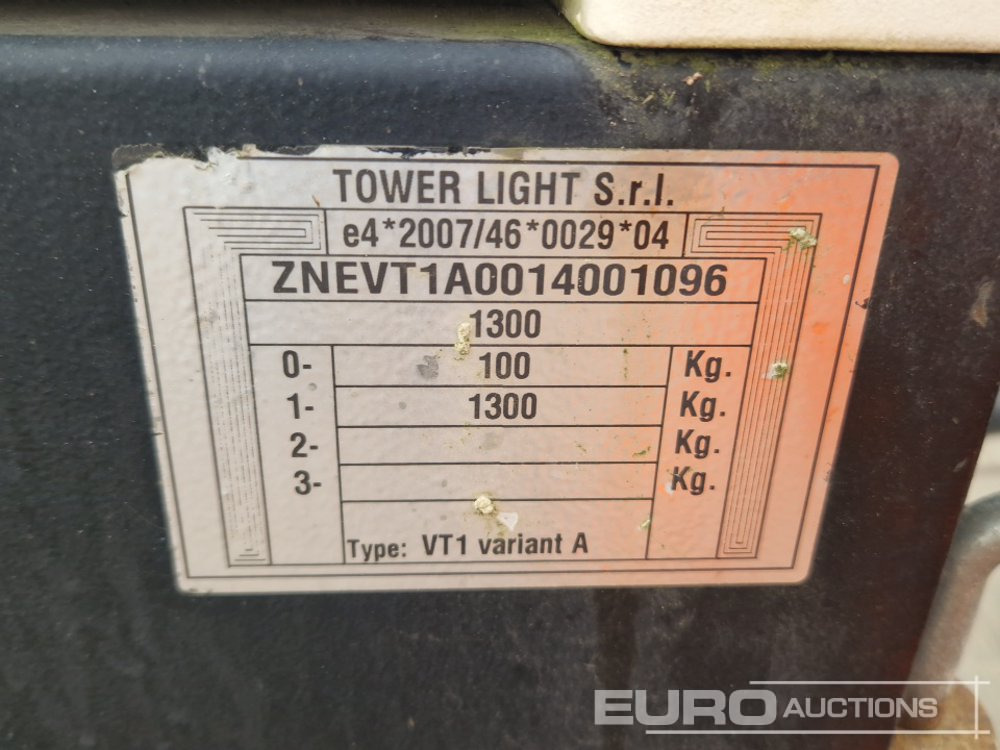 TOWER LIGHT S.r.l.
e4*2007/46*0029*04
ZNEVT1A0014001096
1300
0- 100 Kg.
1- 1300 Kg.
2- Kg.
3- Kg.
Type: VT1 variant A
EURO AUCTIONS